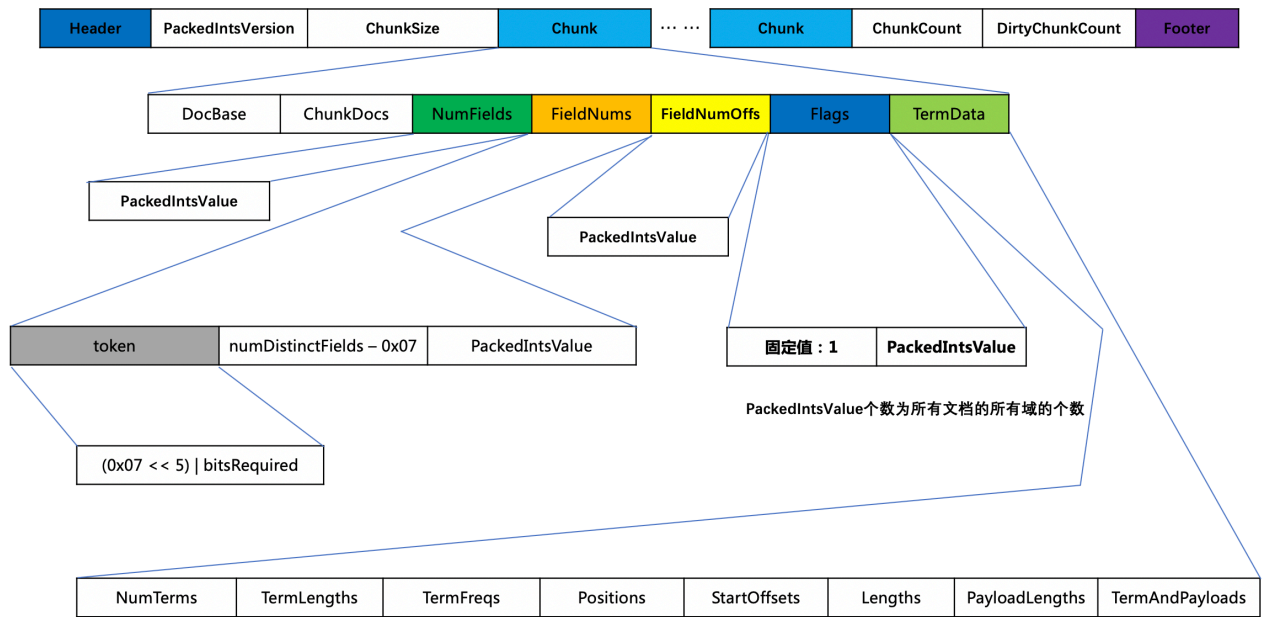 Header PackedIntsVersion ChunkSize Chunk ... ... Chunk ChunkCount DirtyChunkCount Footer
DocBase ChunkDocs NumFields FieldNums FieldNumOffs Flags TermData
PackedIntsValue
PackedIntsValue
token numDistinctFields – 0x07 PackedIntsValue
固定值：1 PackedIntsValue
PackedIntsValue个数为所有文档的所有域的个数
(0x07 << 5) | bitsRequired
NumTerms TermLengths TermFreqs Positions StartOffsets Lengths PayloadLengths TermAndPayloads